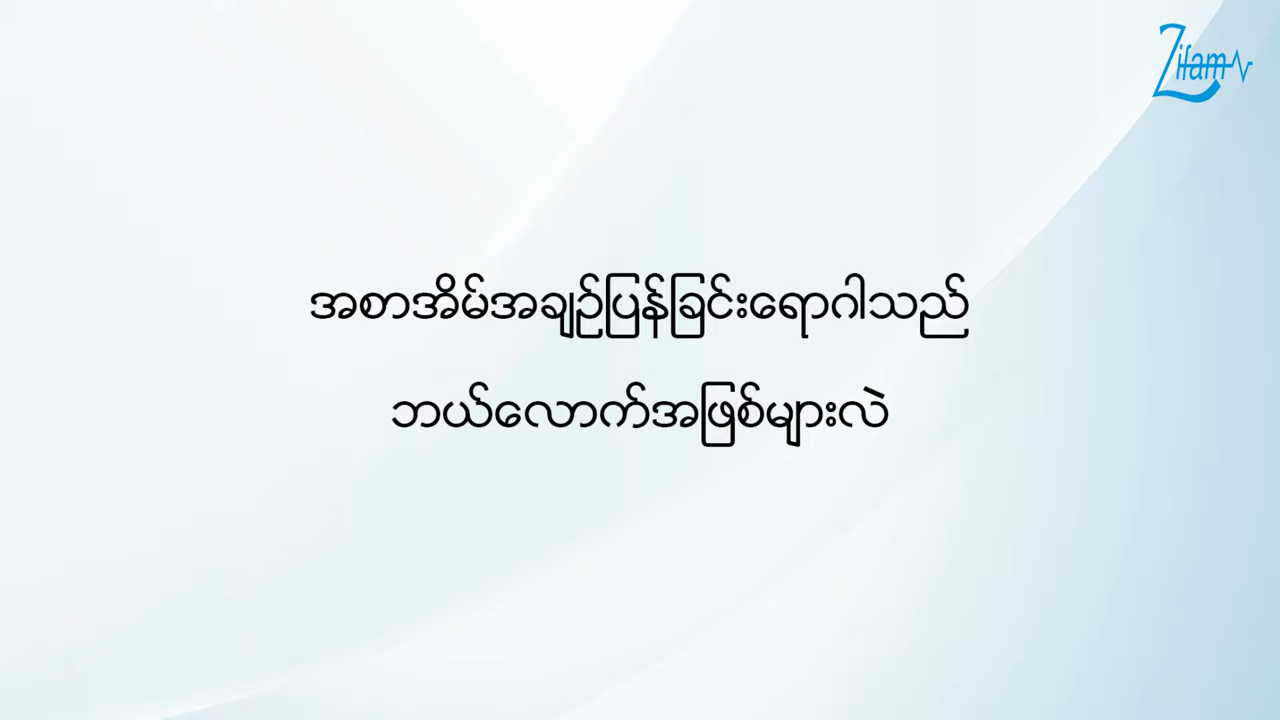 Zifam
အစာအိမ်အချဉ်ပြန်ခြင်းရောဂါသည်
ဘယ်လောက်အဖြစ်များလဲ